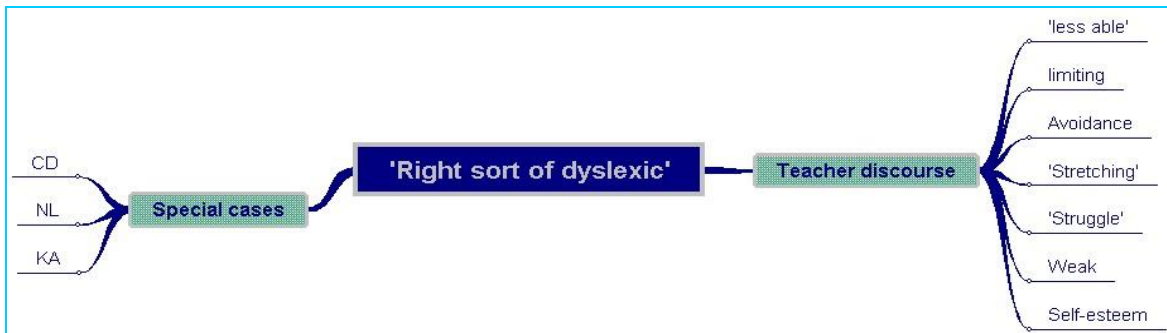 'Right sort of dyslexic'
Special cases
CD
NL
KA
Teacher discourse
'less able'
limiting
Avoidance
'Stretching'
'Struggle'
Weak
Self-esteem